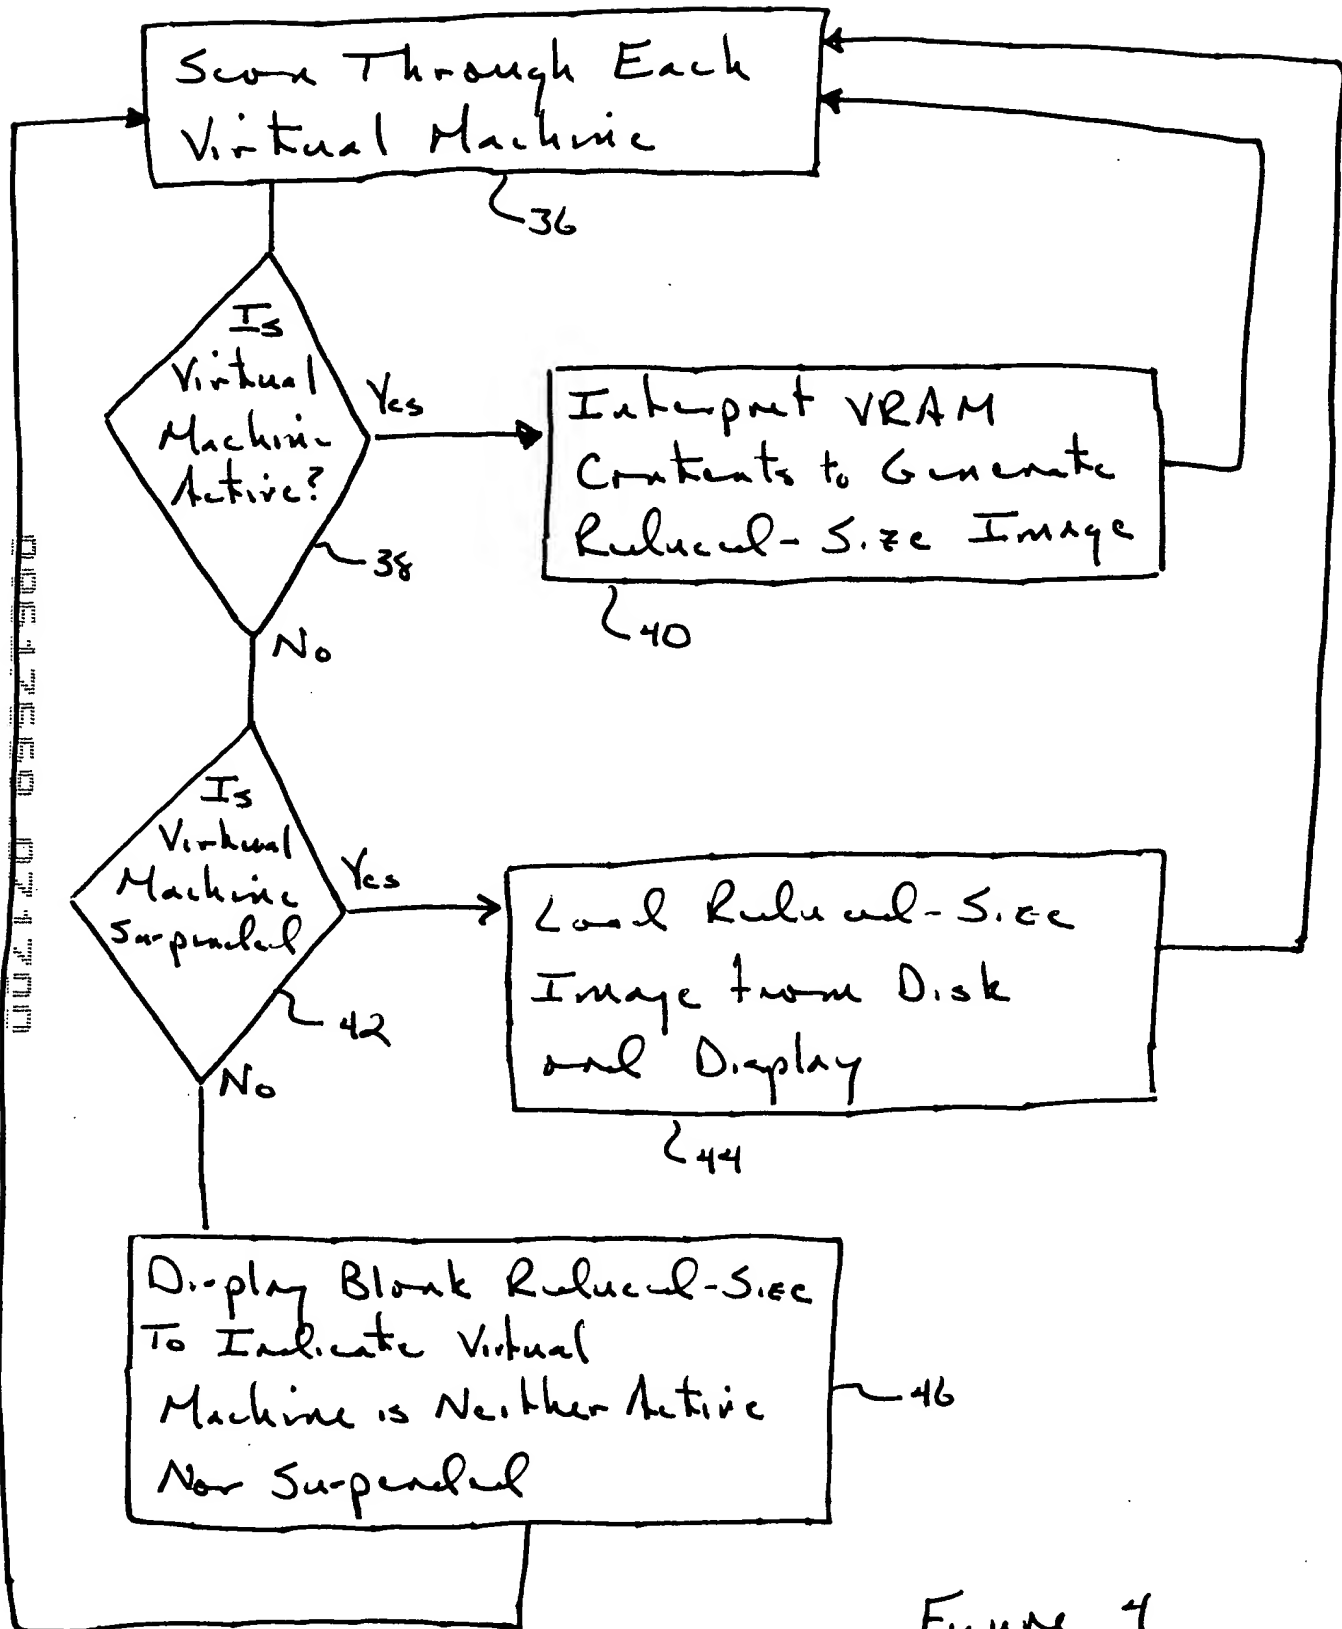 Scan Through Each
Virtual Machine
36
Is
Virtual
Machine
Active?
Yes
38
No
Interpret VRAM
Contents to Generate
Reduced-Size Image
40
Is
Virtual
Machine
Suspended
Yes
42
No
Load Reduced-Size
Image from Disk
and Display
44
Display Blank Reduced-Size
To Indicate Virtual
Machine is Neither Active
Nor Suspended
46
Figure 4